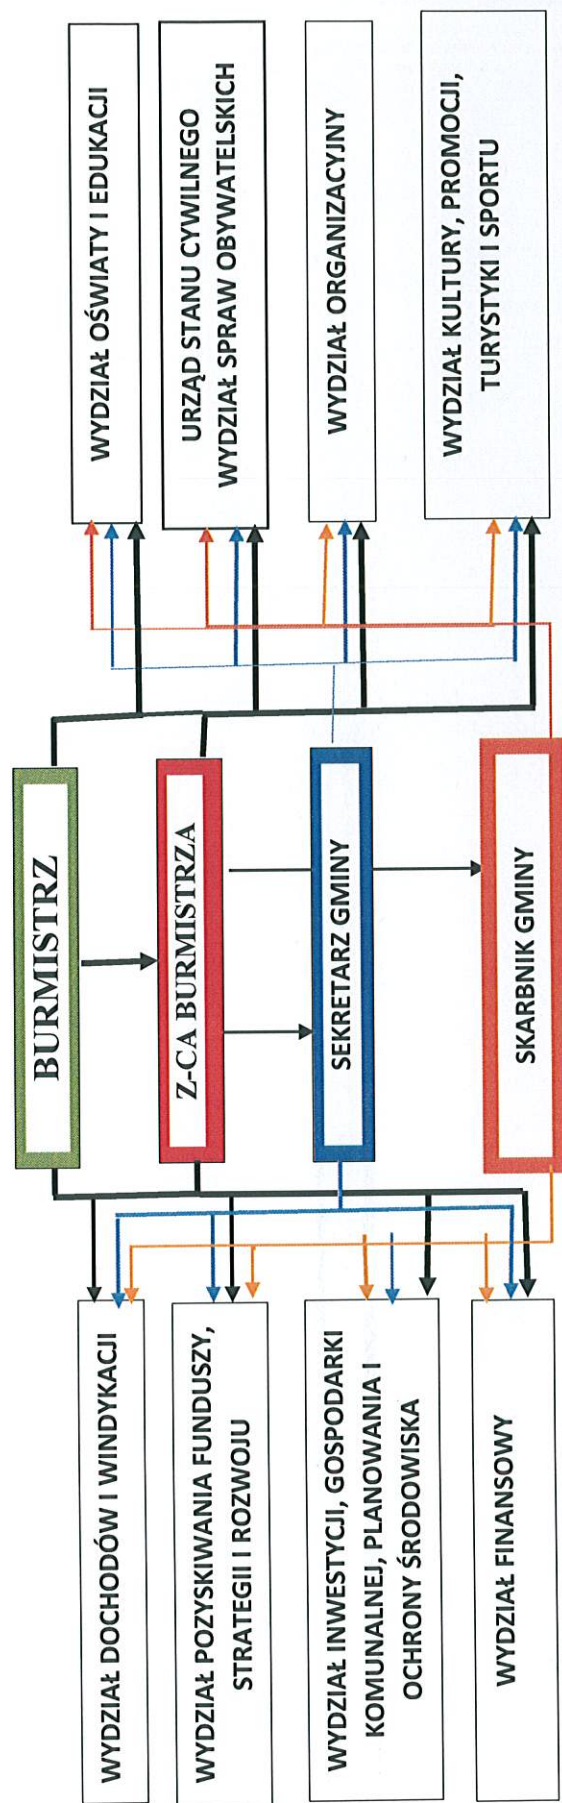 BURMISTRZ
Z-CA BURMISTRZA
SEKRETARZ GMINY
SKARBNIK GMINY
WYDZIAŁ DOCHODÓW I WINDYKACJI
WYDZIAŁ POZYSKIWANIA FUNDUSZY,
STRATEGII I ROZWOJU
WYDZIAŁ INWESTYCJI, GOSPODARKI
KOMUNALNEJ, PLANOWANIA I
OCHRONY ŚRODOWISKA
WYDZIAŁ FINANSOWY
WYDZIAŁ OŚWIATY I EDUKACJI
URZĄD STANU CYWILNEGO
WYDZIAŁ SPRAW OBYWATELSKICH
WYDZIAŁ ORGANIZACYJNY
WYDZIAŁ KULTURY, PROMOCJI,
TURYSTYKI I SPORTU